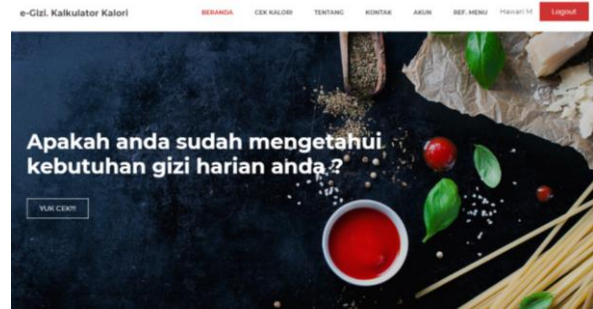 e-Gizi. Kalkulator Kalori
BERANDA CEK KALORI TENTANG KONTAK AKUN REF. MENU Hawari M Logout
Apakah anda sudah mengetahui
kebutuhan gizi harian anda ?
YUK CEK!!!